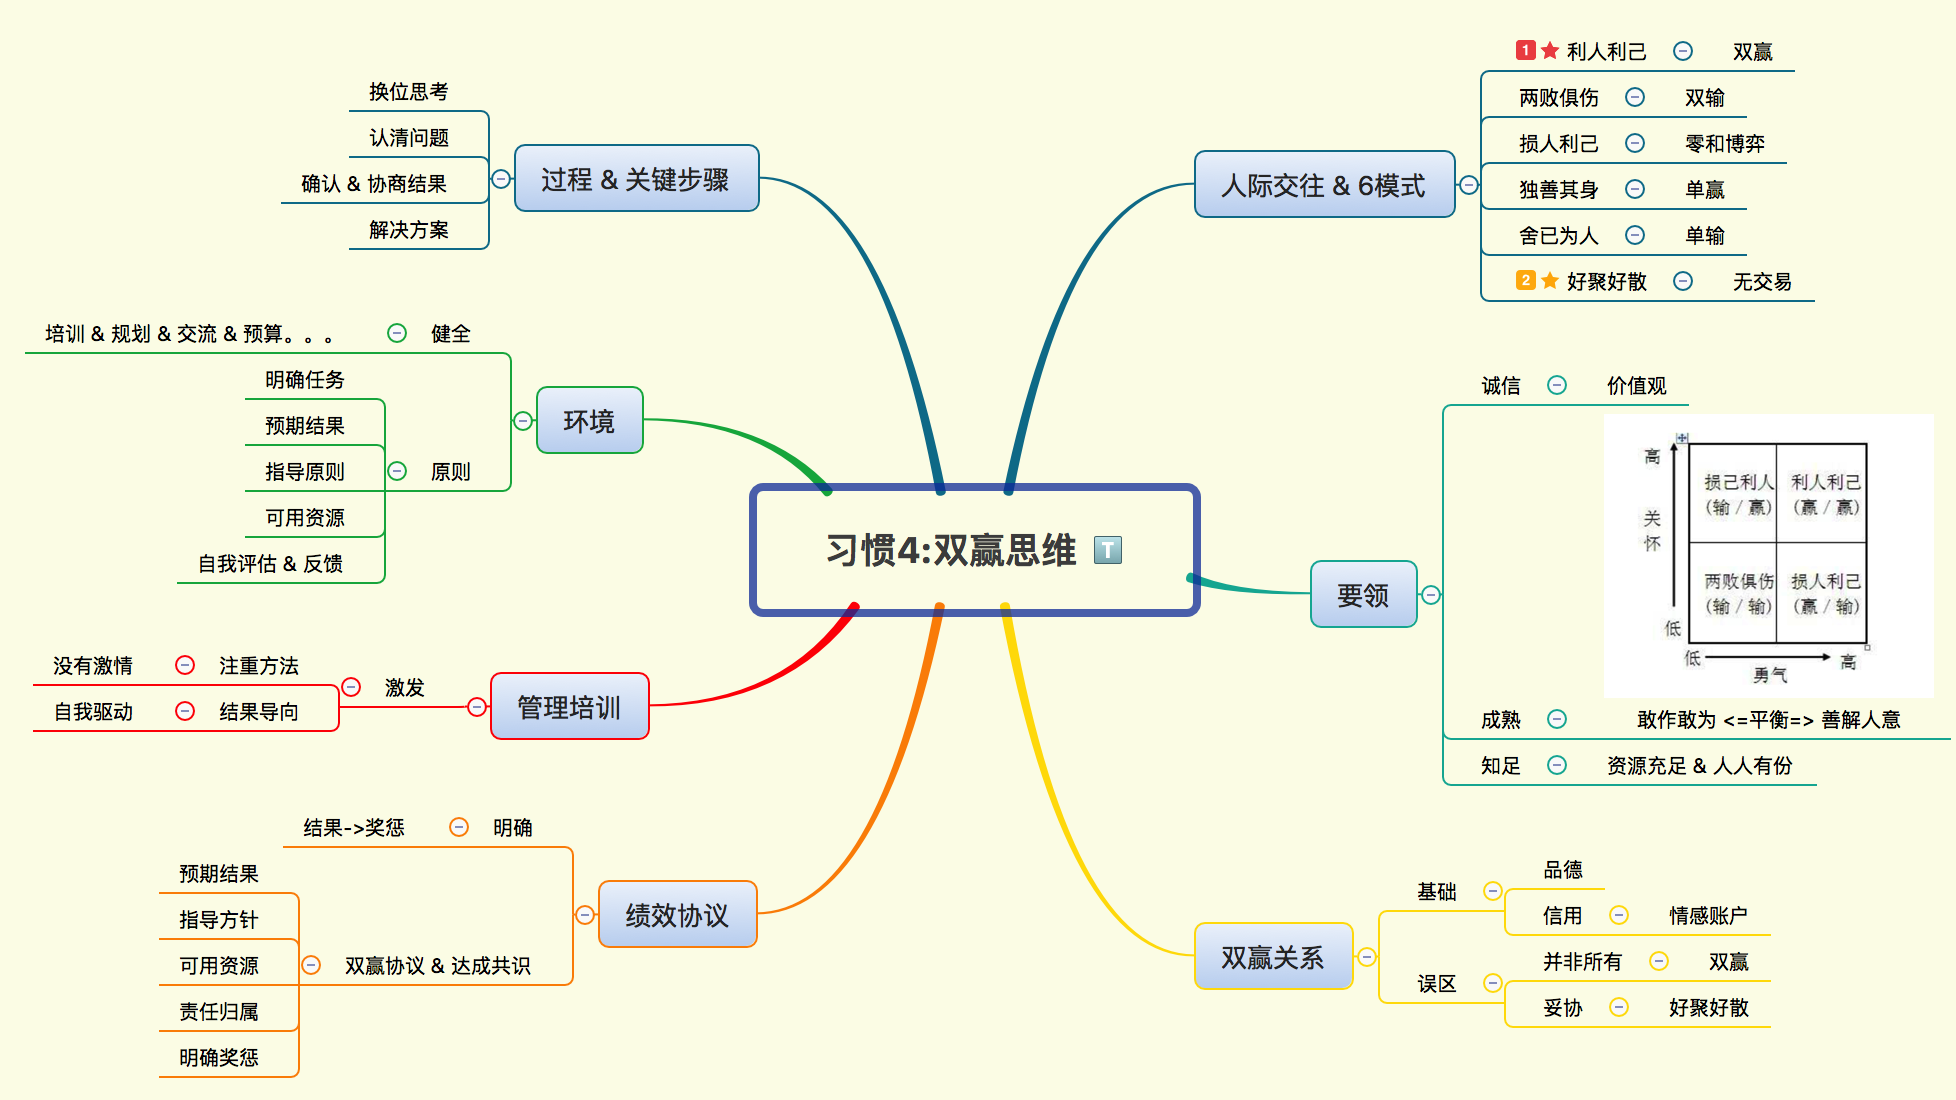 习惯4:双赢思维
T
人际交往 & 6模式
1 利人利己 双赢
两败俱伤 双输
损人利己 零和博弈
独善其身 单赢
舍已为人 单输
2 好聚好散 无交易
要领
诚信 价值观
高
关
怀
低
损己利人 利人利己
(输 / 赢) (赢 / 赢)
两败俱伤 损人利己
(输 / 输) (赢 / 输)
低 高
勇气
成熟 敢作敢为 <=平衡=> 善解人意
知足 资源充足 & 人人有份
双赢关系
基础
品德
信用 情感账户
误区
并非所有 双赢
妥协 好聚好散
过程 & 关键步骤
换位思考
认清问题
确认 & 协商结果
解决方案
环境
培训 & 规划 & 交流 & 预算。。。 健全
原则
明确任务
预期结果
指导原则
可用资源
自我评估 & 反馈
管理培训
激发
没有激情 注重方法
自我驱动 结果导向
绩效协议
结果->奖惩 明确
双赢协议 & 达成共识
预期结果
指导方针
可用资源
责任归属
明确奖惩